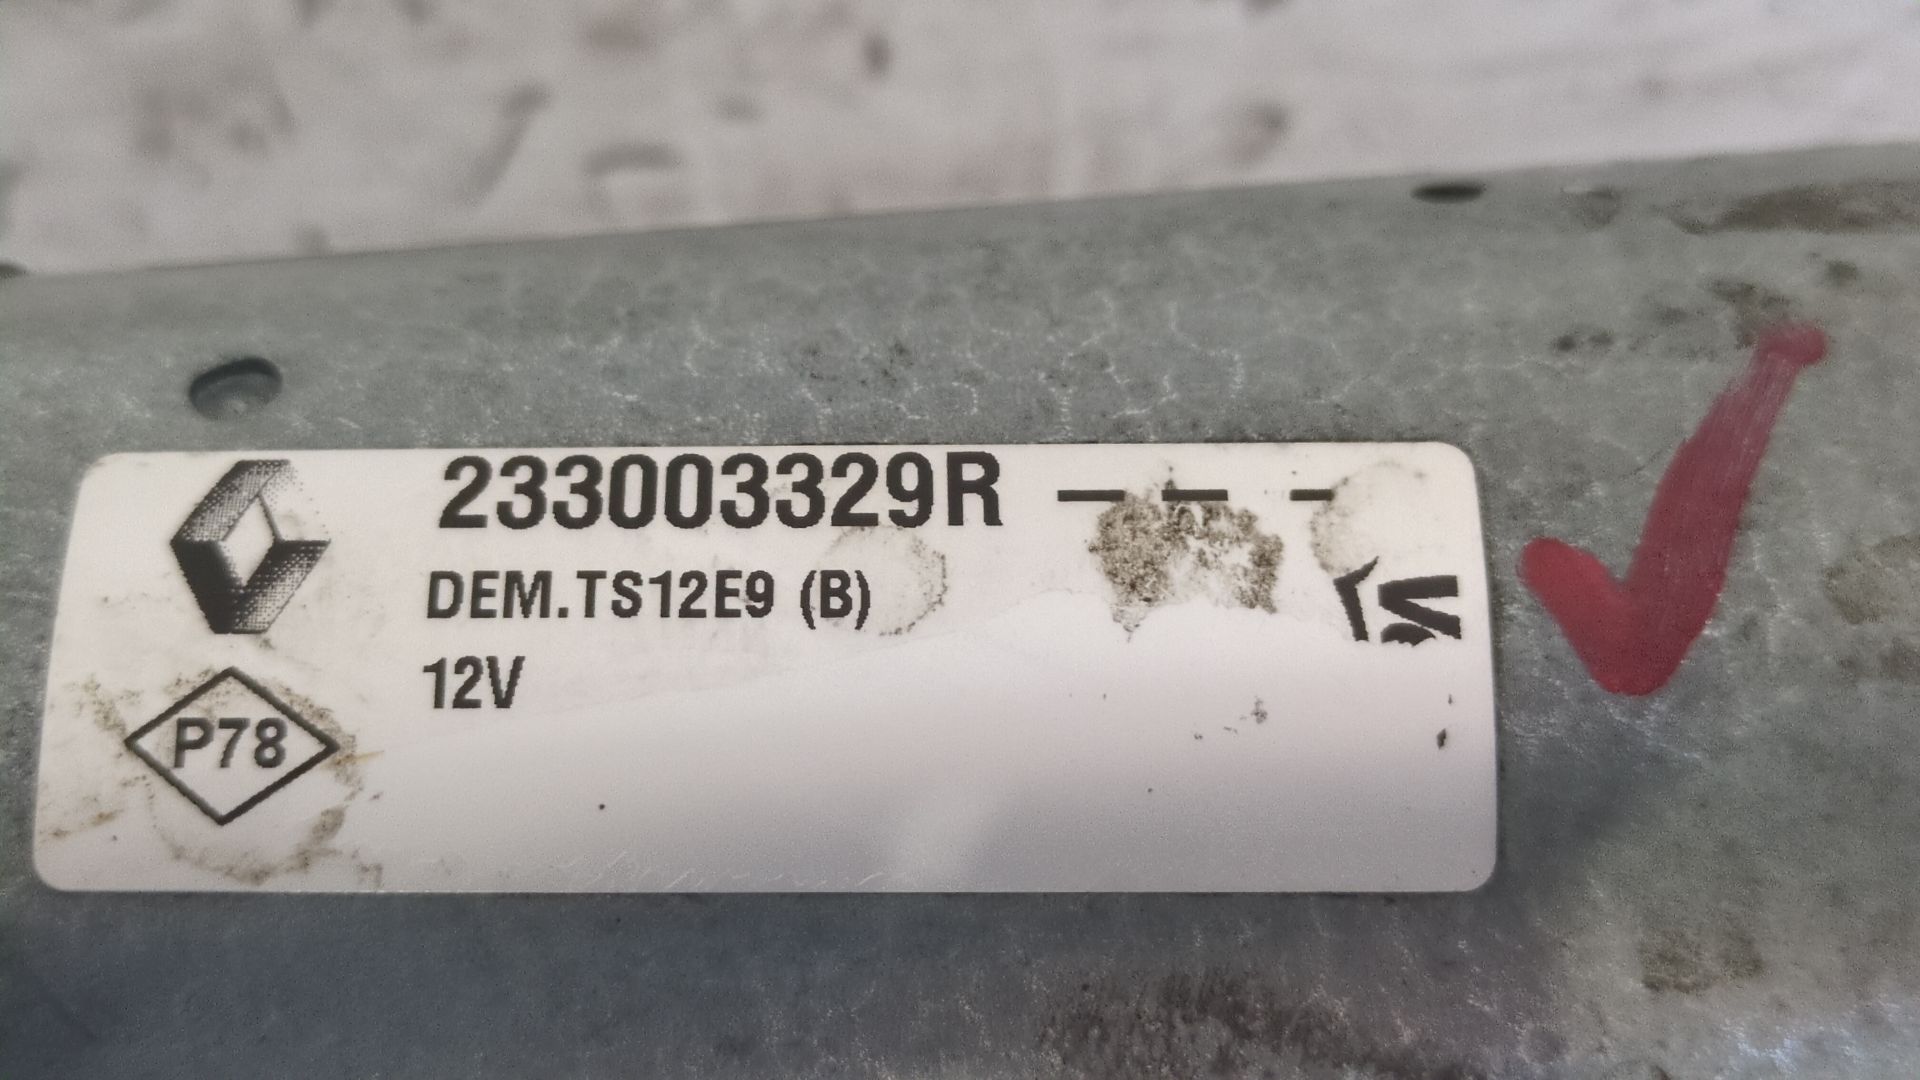 233003329R - - -
DEM.TS12E9 (B)
12V
P78